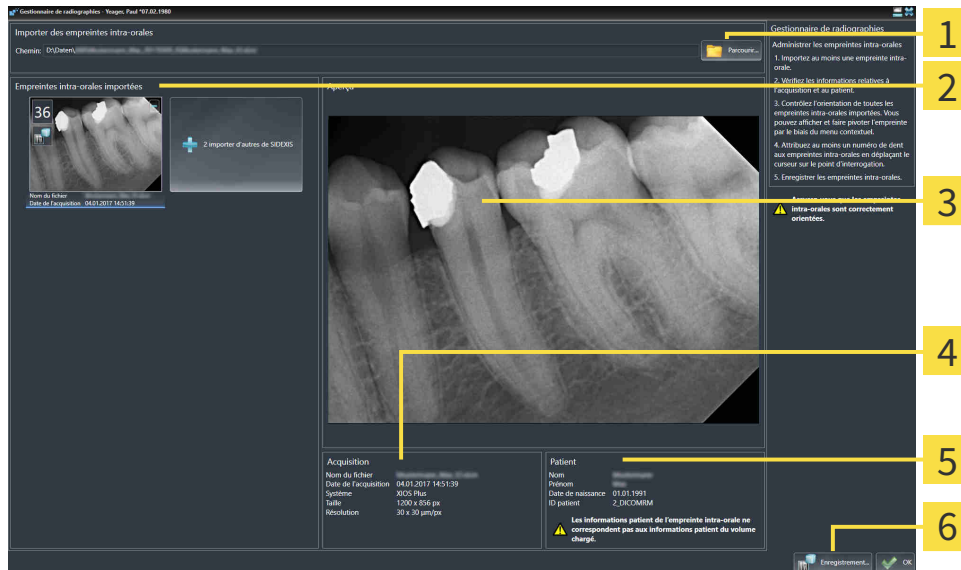 Gestionnaire de radiographies - Yeager, Paul *07.02.1980
Importer des empreintes intra-orales
Chemin: D:\Daten\
Parcourir...
1
Empreintes intra-orales importées
2
36
2 importer d'autres de SIDEXIS
Nom du fichier
Date de l'acquisition 04.01.2017 14:51:39
Aperçu
3
Gestionnaire de radiographies
Administrer les empreintes intra-orales
1. Importez au moins une empreinte intra-
orale.
2. Vérifiez les informations relatives à
l'acquisition et au patient.
3. Contrôlez l'orientation de toutes les
empreintes intra-orales importées. Vous
pouvez afficher et faire pivoter l'empreinte
par le biais du menu contextuel.
4. Attribuez au moins un numéro de dent
aux empreintes intra-orales en déplaçant le
curseur sur le point d'interrogation.
5. Enregistrer les empreintes intra-orales.
que les empreintes
intra-orales sont correctement
orientées.
4
Acquisition
Nom du fichier
Date de l'acquisition 04.01.2017 14:51:39
Système XIOS Plus
Taille 1200 x 856 px
Résolution 30 x 30 µm/px
5
Patient
Nom
Prénom
Date de naissance 01.01.1991
ID patient 2_DICOMRM
Les informations patient de l'empreinte intra-orale ne
correspondent pas aux informations patient du volume
chargé.
6
Enregistrement...
OK